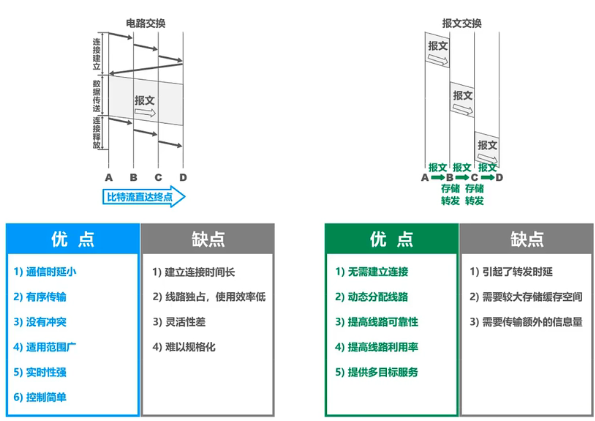 电路交换
连接建立
数据传送
连接释放
报文
A B C D
比特流直达终点
优 点
1) 通信时延小
2) 有序传输
3) 没有冲突
4) 适用范围广
5) 实时性强
6) 控制简单
缺点
1) 建立连接时间长
2) 线路独占，使用效率低
3) 灵活性差
4) 难以规格化
报文交换
报文
报文
报文
报文 报文 报文
A B C D
存储 存储
转发 转发
优 点
1) 无需建立连接
2) 动态分配线路
3) 提高线路可靠性
4) 提高线路利用率
5) 提供多目标服务
缺点
1) 引起了转发时延
2) 需要较大存储缓存空间
3) 需要传输额外的信息量